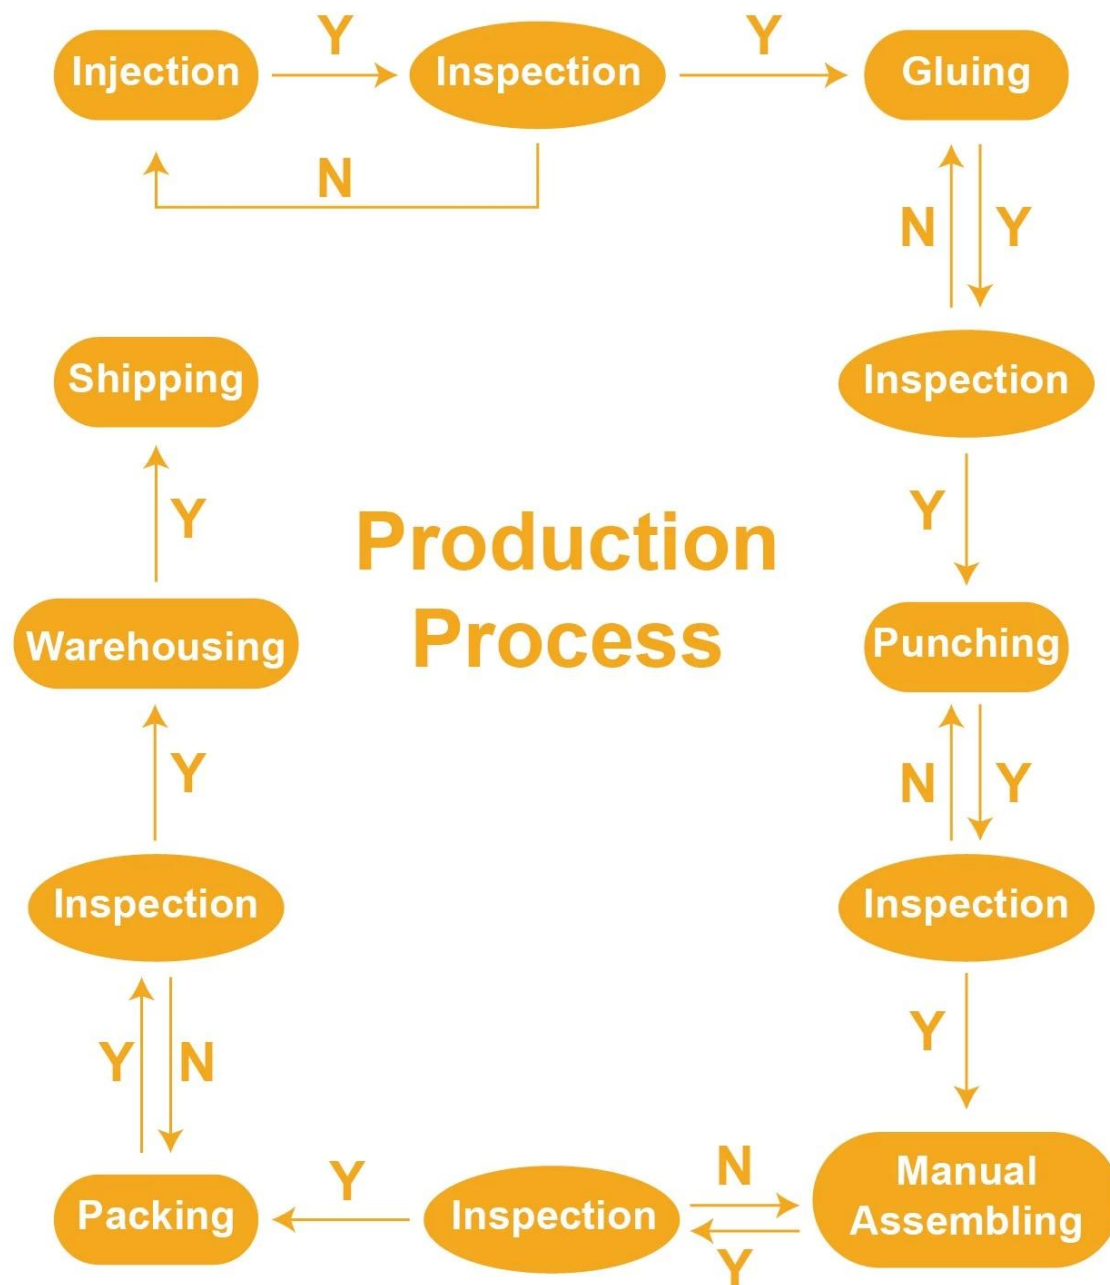 Injection
Y
Inspection
Y
Gluing
N
N
Y
Inspection
Y
Punching
N
Y
Inspection
Y
Manual
Assembling
N
Y
Inspection
Y
Packing
Y
N
Inspection
Y
Warehousing
Y
Shipping
Production
Process